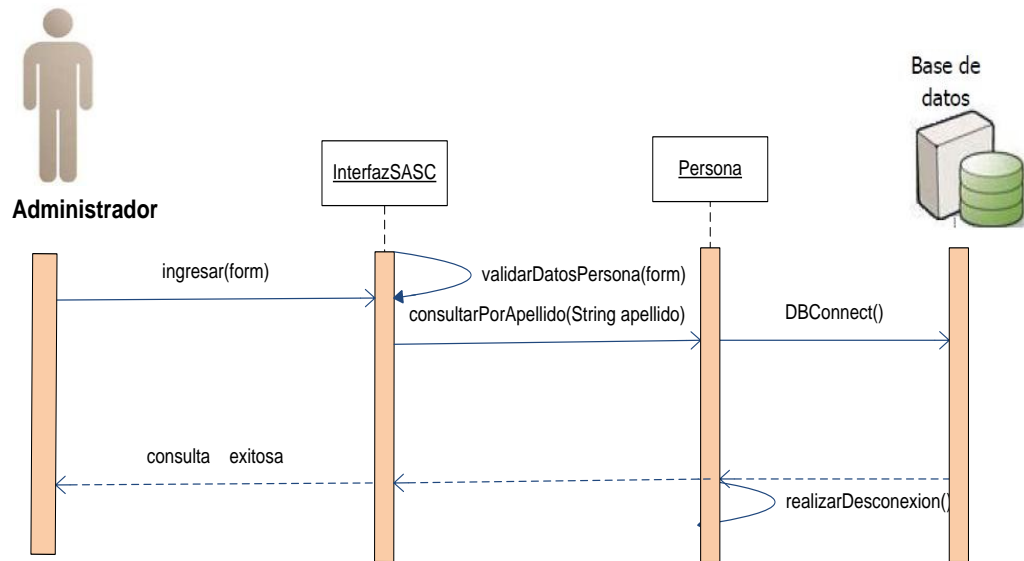 Base de
datos
InterfazSASC
Persona
Administrador
ingresar(form)
validarDatosPersona(form)
consultarPorApellido(String apellido)
DBConnect()
consulta exitosa
realizarDesconexion()